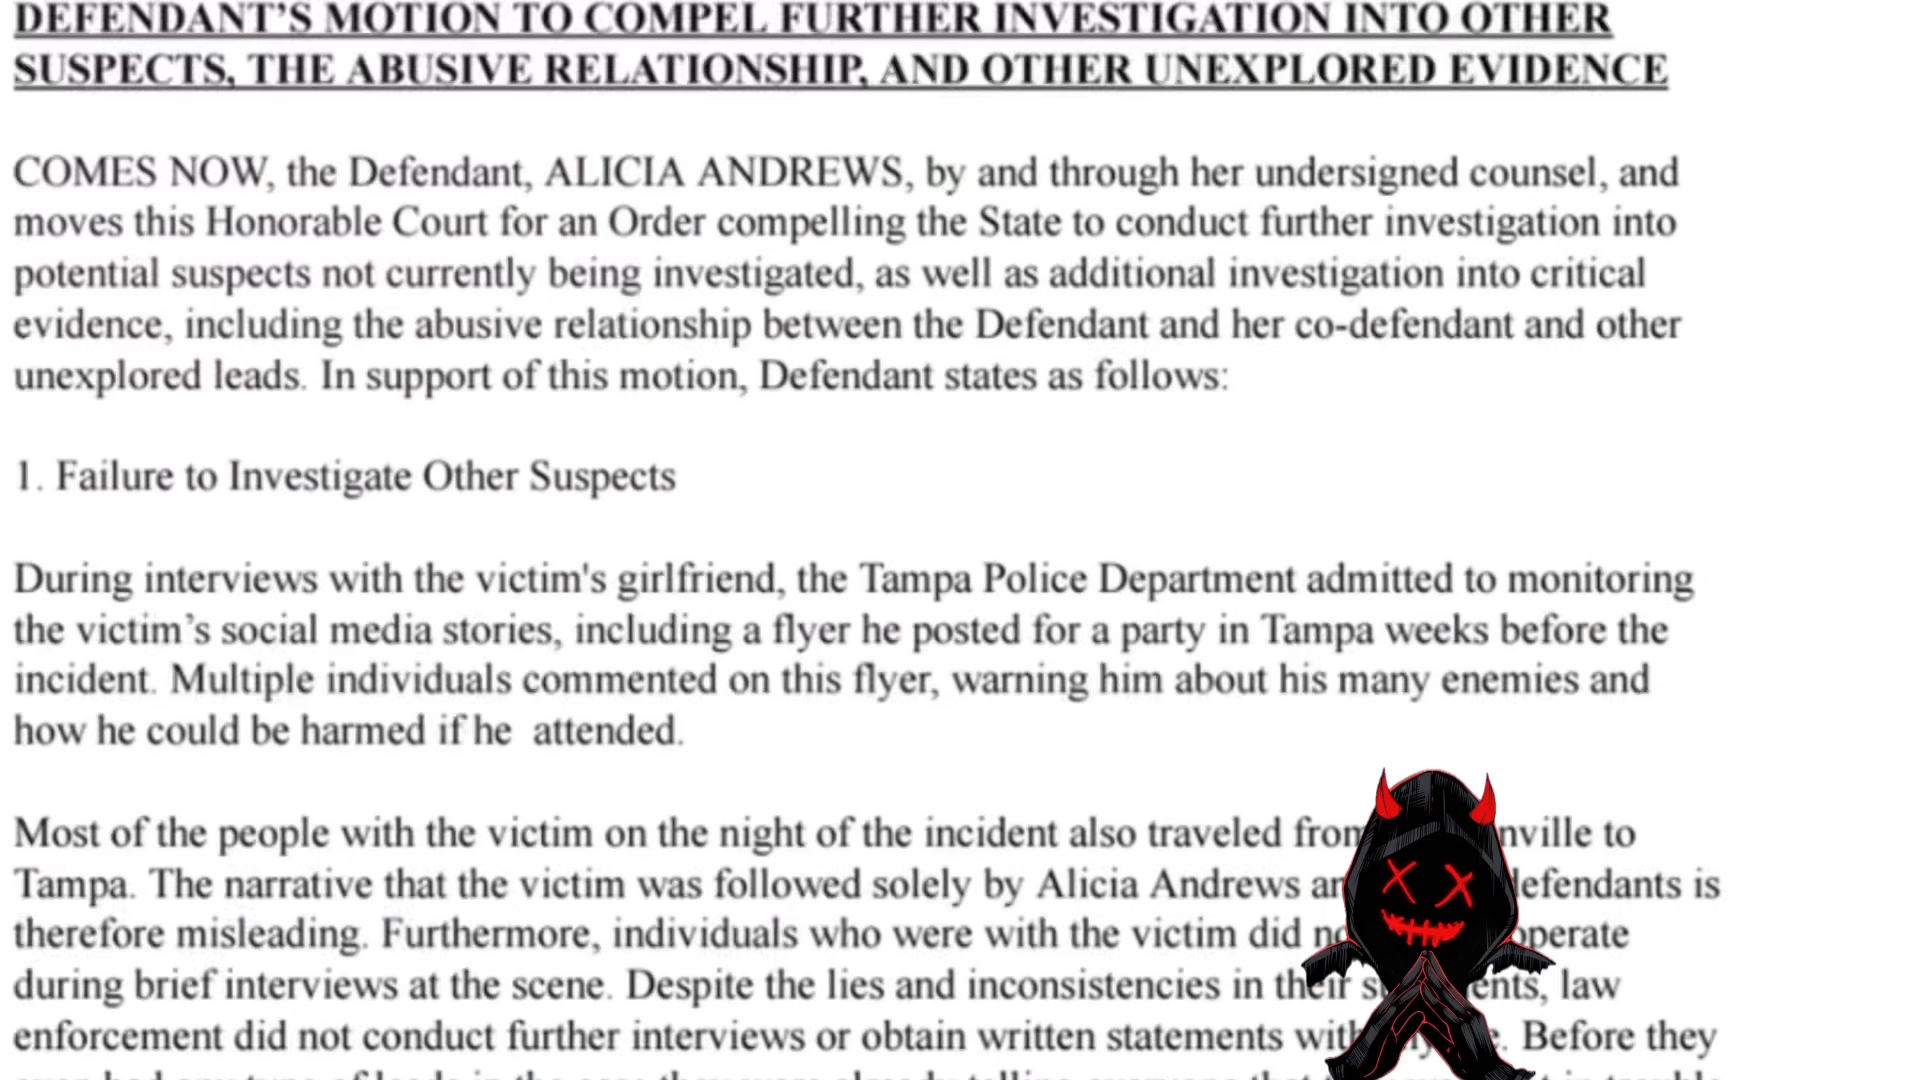 DEFENDANT’S MOTION TO COMPEL FURTHER INVESTIGATION INTO OTHER
SUSPECTS, THE ABUSIVE RELATIONSHIP, AND OTHER UNEXPLORED EVIDENCE
COMES NOW, the Defendant, ALICIA ANDREWS, by and through her undersigned counsel, and
moves this Honorable Court for an Order compelling the State to conduct further investigation into
potential suspects not currently being investigated, as well as additional investigation into critical
evidence, including the abusive relationship between the Defendant and her co-defendant and other
unexplored leads. In support of this motion, Defendant states as follows:
1. Failure to Investigate Other Suspects
During interviews with the victim's girlfriend, the Tampa Police Department admitted to monitoring
the victim’s social media stories, including a flyer he posted for a party in Tampa weeks before the
incident. Multiple individuals commented on this flyer, warning him about his many enemies and
how he could be harmed if he attended.
Most of the people with the victim on the night of the incident also traveled to
Tampa. The narrative that the victim was followed solely by Alicia Andrews is
therefore misleading. Furthermore, individuals who were with the victim did
during brief interviews at the scene. Despite the lies and inconsistencies in their law
enforcement did not conduct further interviews or obtain written statements Before they